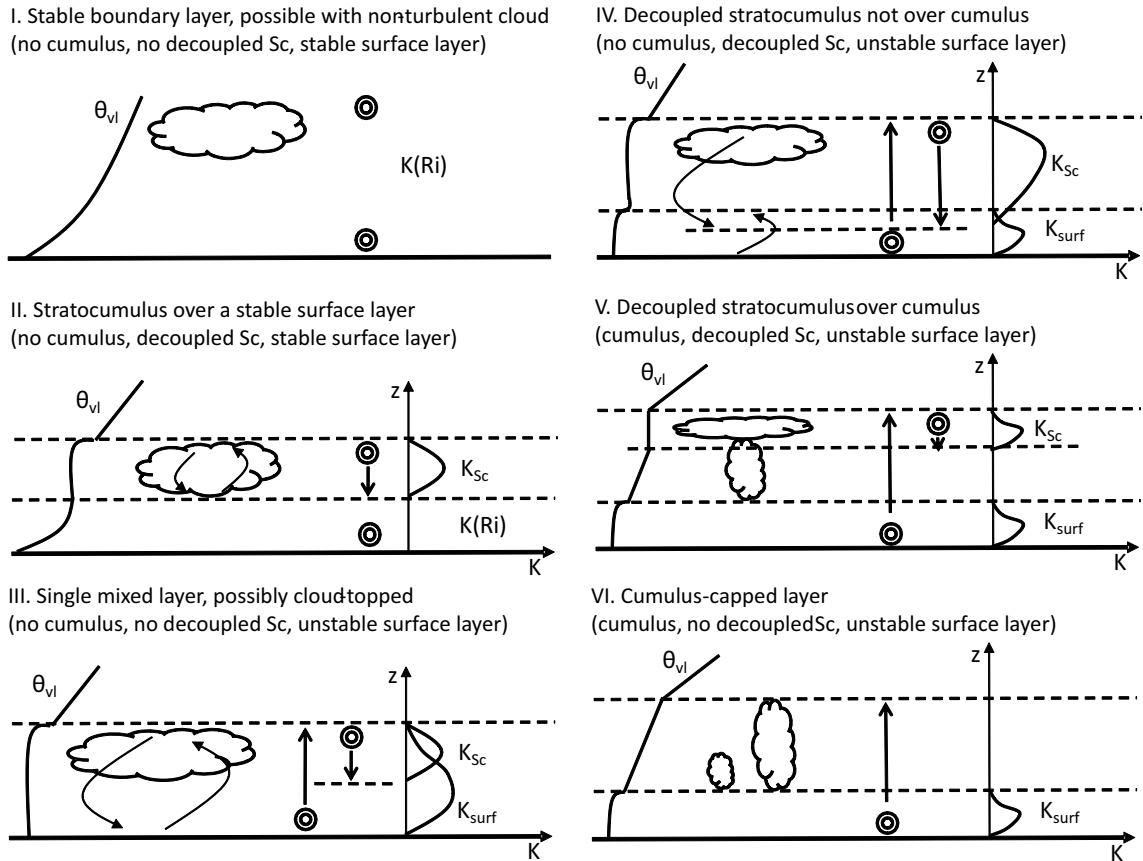 I. Stable boundary layer, possible with non-turbulent cloud
(no cumulus, no decoupled Sc, stable surface layer)
θvl
K(Ri)
II. Stratocumulus over a stable surface layer
(no cumulus, decoupled Sc, stable surface layer)
z
θvl
KSc
K(Ri)
K
III. Single mixed layer, possibly cloud-topped
(no cumulus, no decoupled Sc, unstable surface layer)
z
θvl
KSc
Ksurf
K
IV. Decoupled stratocumulus not over cumulus
(no cumulus, decoupled Sc, unstable surface layer)
z
θvl
KSc
Ksurf
K
V. Decoupled stratocumulus over cumulus
(cumulus, decoupled Sc, unstable surface layer)
z
θvl
KSc
Ksurf
K
VI. Cumulus-capped layer
(cumulus, no decoupled Sc, unstable surface layer)
z
θvl
Ksurf
K